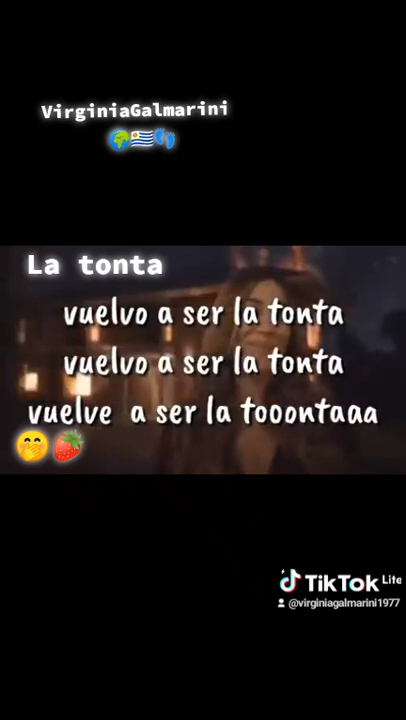 VirginiaGalmarini
🌍🇺🇾👣
La tonta
vuelvo a ser la tonta
vuelvo a ser la tonta
vuelve a ser la tooontaaa
🤭🍓
TikTok Lite
@virginiagalmarini1977